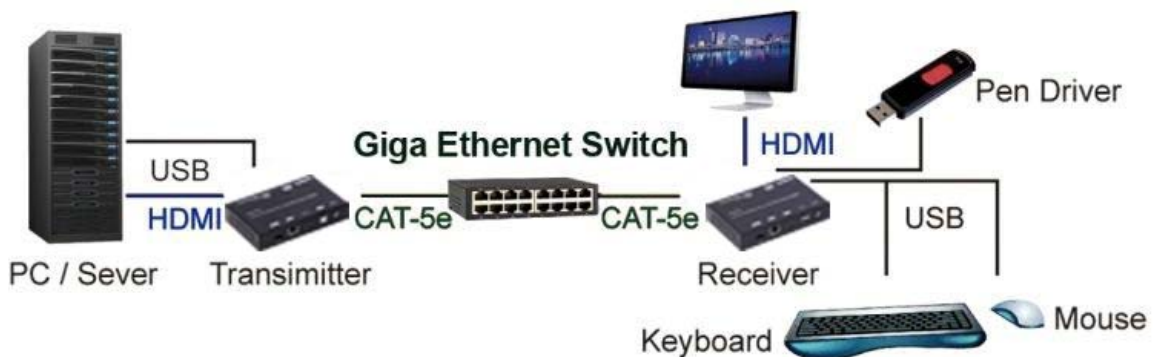 Pen Driver
Giga Ethernet Switch
HDMI
USB
HDMI
CAT-5e
CAT-5e
USB
PC / Sever
Transimitter
Receiver
Keyboard
Mouse